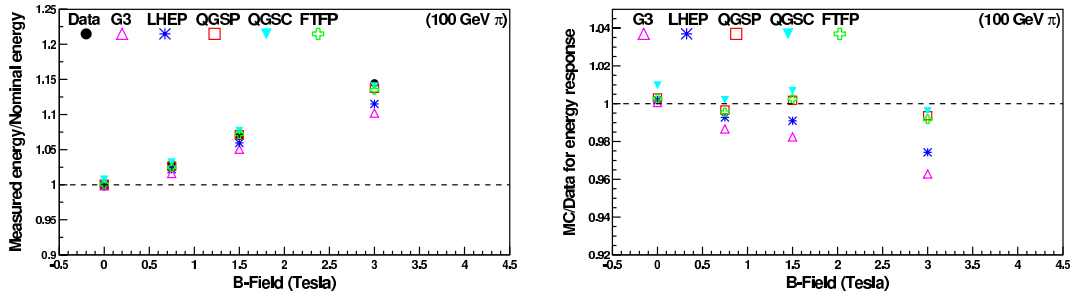 Data G3 LHEP QGSP QGSC FTFP (100 GeV π)
Measured energy/Nominal energy
1.25
1.2
1.15
1.1
1.05
1
0.95
0.9
-0.5 0 0.5 1 1.5 2 2.5 3 3.5 4 4.5
B-Field (Tesla)
G3 LHEP QGSP QGSC FTFP (100 GeV π)
MC/Data for energy response
1.04
1.02
1
0.98
0.96
0.94
0.92
-0.5 0 0.5 1 1.5 2 2.5 3 3.5 4 4.5
B-Field (Tesla)